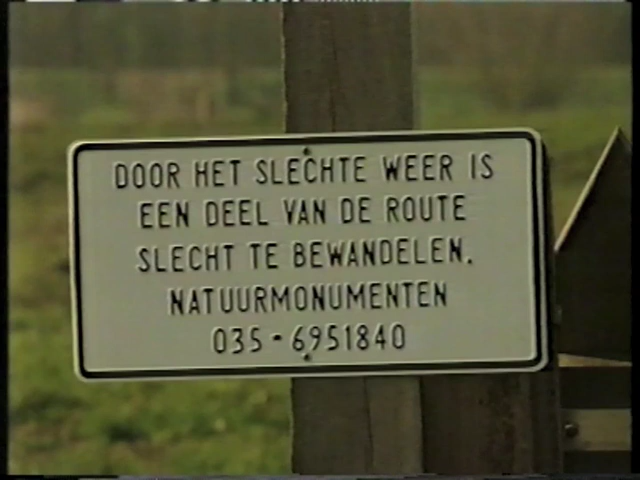 DOOR HET SLECHTE WEER IS
EEN DEEL VAN DE ROUTE
SLECHT TE BEWANDELEN.
NATUURMONUMENTEN
035-6951840